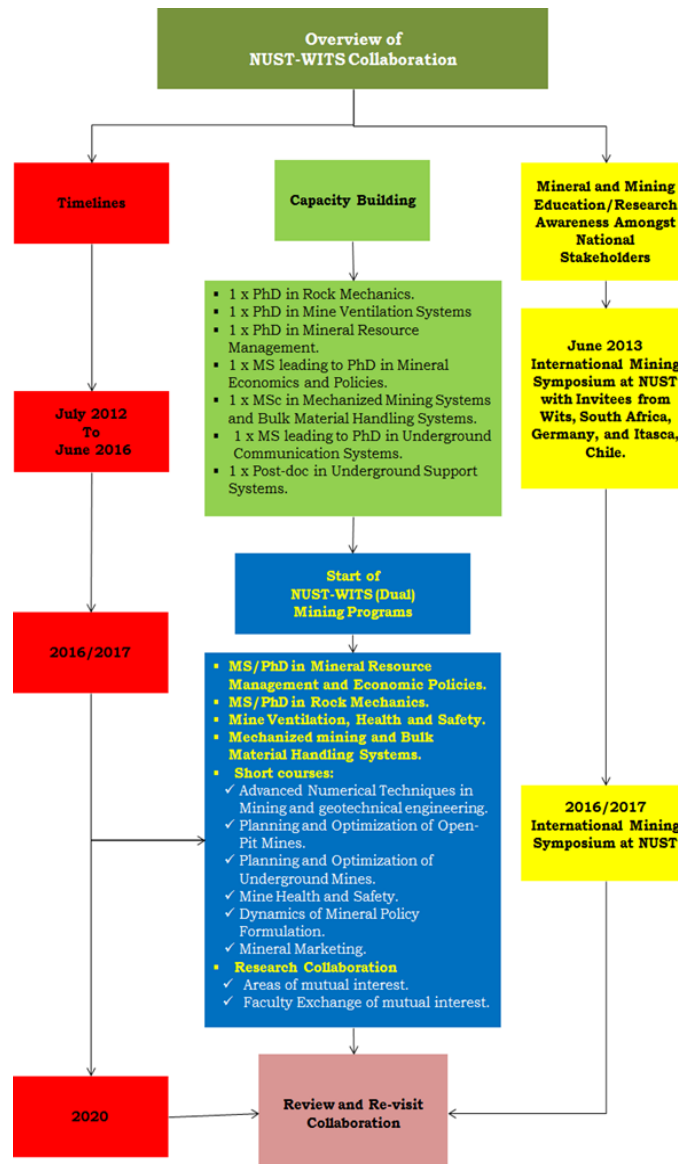 Overview of
NUST-WITS Collaboration
Timelines
Capacity Building
Mineral and Mining
Education/Research
Awareness Amongst
National
Stakeholders
▪ 1 x PhD in Rock Mechanics.
▪ 1 x PhD in Mine Ventilation Systems
▪ 1 x PhD in Mineral Resource
Management.
▪ 1 x MS leading to PhD in Mineral
Economics and Policies.
▪ 1 x MSc in Mechanized Mining Systems
and Bulk Material Handling Systems.
▪ 1 x MS leading to PhD in Underground
Communication Systems.
▪ 1 x Post-doc in Underground Support
Systems.
June 2013
International Mining
Symposium at NUST
with Invitees from
Wits, South Africa,
Germany, and Itasca,
Chile.
July 2012
To
June 2016
Start of
NUST-WITS (Dual)
Mining Programs
2016/2017
▪ MS/PhD in Mineral Resource
Management and Economic Policies.
▪ MS/PhD in Rock Mechanics.
▪ Mine Ventilation, Health and Safety.
▪ Mechanized mining and Bulk
Material Handling Systems.
▪ Short courses:
✓ Advanced Numerical Techniques in
Mining and geotechnical engineering.
✓ Planning and Optimization of Open-
Pit Mines.
✓ Planning and Optimization of
Underground Mines.
✓ Mine Health and Safety.
✓ Dynamics of Mineral Policy
Formulation.
✓ Mineral Marketing.
▪ Research Collaboration
✓ Areas of mutual interest.
✓ Faculty Exchange of mutual interest.
2016/2017
International Mining
Symposium at NUST
2020
Review and Re-visit
Collaboration